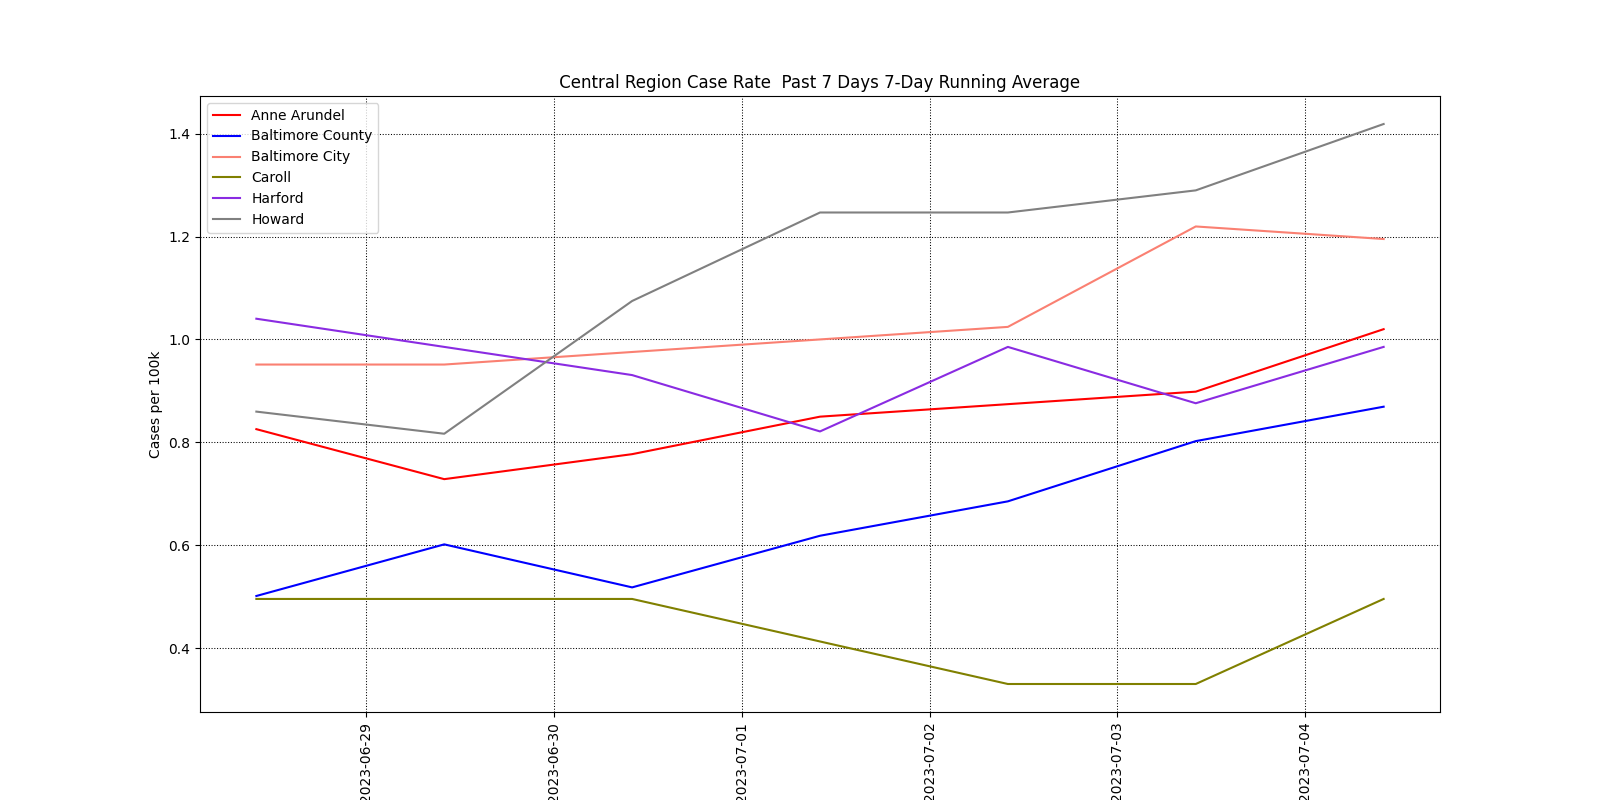 Central Region Case Rate  Past 7 Days 7-Day Running Average
Anne Arundel
Baltimore County
Baltimore City
Caroll
Harford
Howard
Cases per 100k
1.4
1.2
1.0
0.8
0.6
0.4
2023-06-29
2023-06-30
2023-07-01
2023-07-02
2023-07-03
2023-07-04